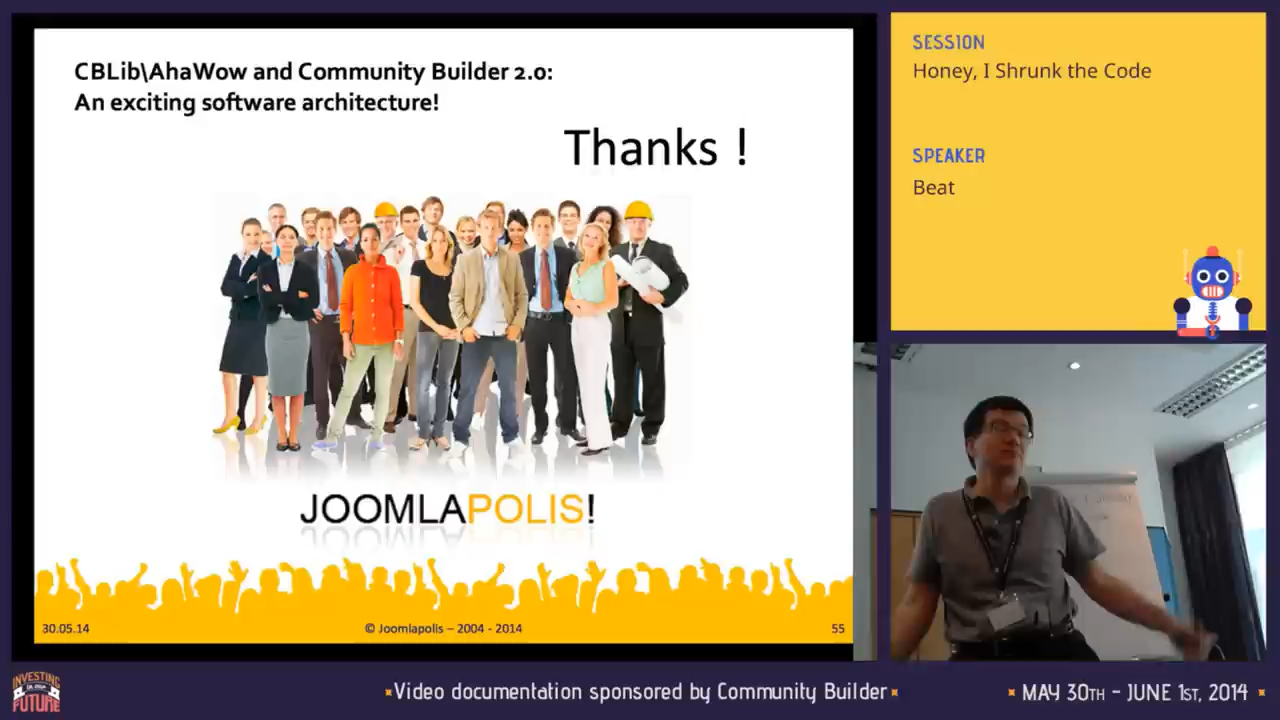 CBLib\AhaWow and Community Builder 2.0:
An exciting software architecture!
Thanks !
JOOMLAPOLIS!
30.05.14
© Joomlapolis – 2004 - 2014
55
SESSION
Honey, I Shrunk the Code
SPEAKER
Beat
INVESTING
IN OUR
FUTURE
Video documentation sponsored by Community Builder
MAY 30TH - JUNE 1ST, 2014